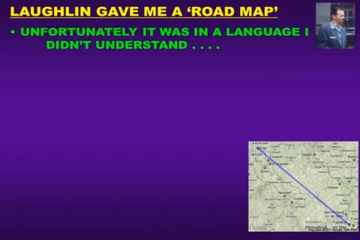 LAUGHLIN GAVE ME A ‘ROAD MAP’
• UNFORTUNATELY IT WAS IN A LANGUAGE I
DIDN’T UNDERSTAND . . . .